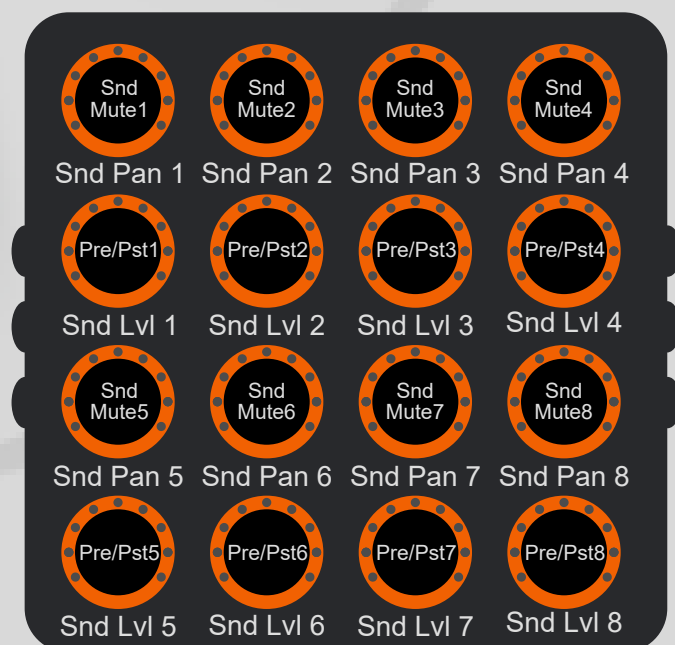 Snd Mute1
Snd Mute2
Snd Mute3
Snd Mute4
Snd Pan 1
Snd Pan 2
Snd Pan 3
Snd Pan 4
Pre/Pst1
Pre/Pst2
Pre/Pst3
Pre/Pst4
Snd Lvl 1
Snd Lvl 2
Snd Lvl 3
Snd Lvl 4
Snd Mute5
Snd Mute6
Snd Mute7
Snd Mute8
Snd Pan 5
Snd Pan 6
Snd Pan 7
Snd Pan 8
Pre/Pst5
Pre/Pst6
Pre/Pst7
Pre/Pst8
Snd Lvl 5
Snd Lvl 6
Snd Lvl 7
Snd Lvl 8